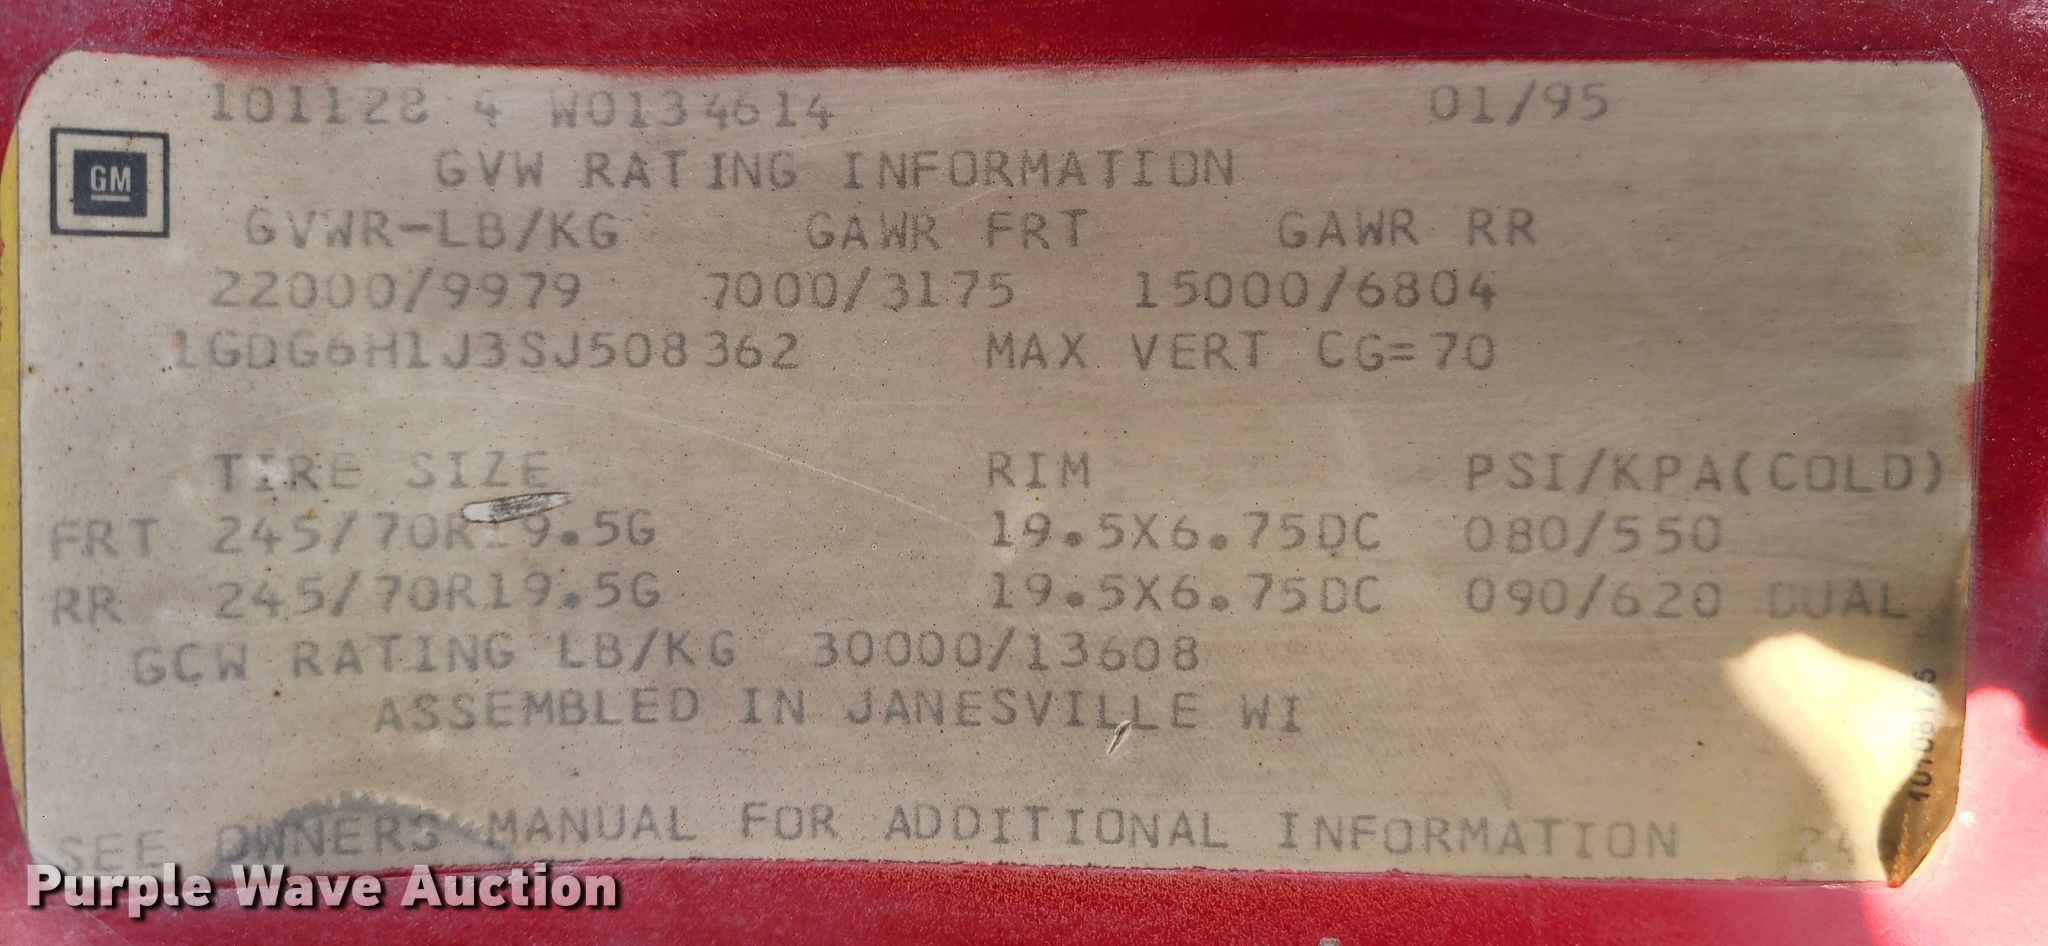 101128 4 W0134614 01/95
GVW RATING INFORMATION
GM
GVWR-LB/KG GAWR FRT GAWR RR
22000/9979 7000/3175 15000/6804
1GDG6H1J3SJ508362 MAX VERT CG=70
TIRE SIZE RIM PSI/KPA(COLD)
FRT 245/70R19.5G 19.5X6.75DC 080/550
RR 245/70R19.5G 19.5X6.75DC 090/620 DUAL
GCW RATING LB/KG 30000/13608
ASSEMBLED IN JANESVILLE WI
SEE OWNERS MANUAL FOR ADDITIONAL INFORMATION 24
Purple Wave Auction